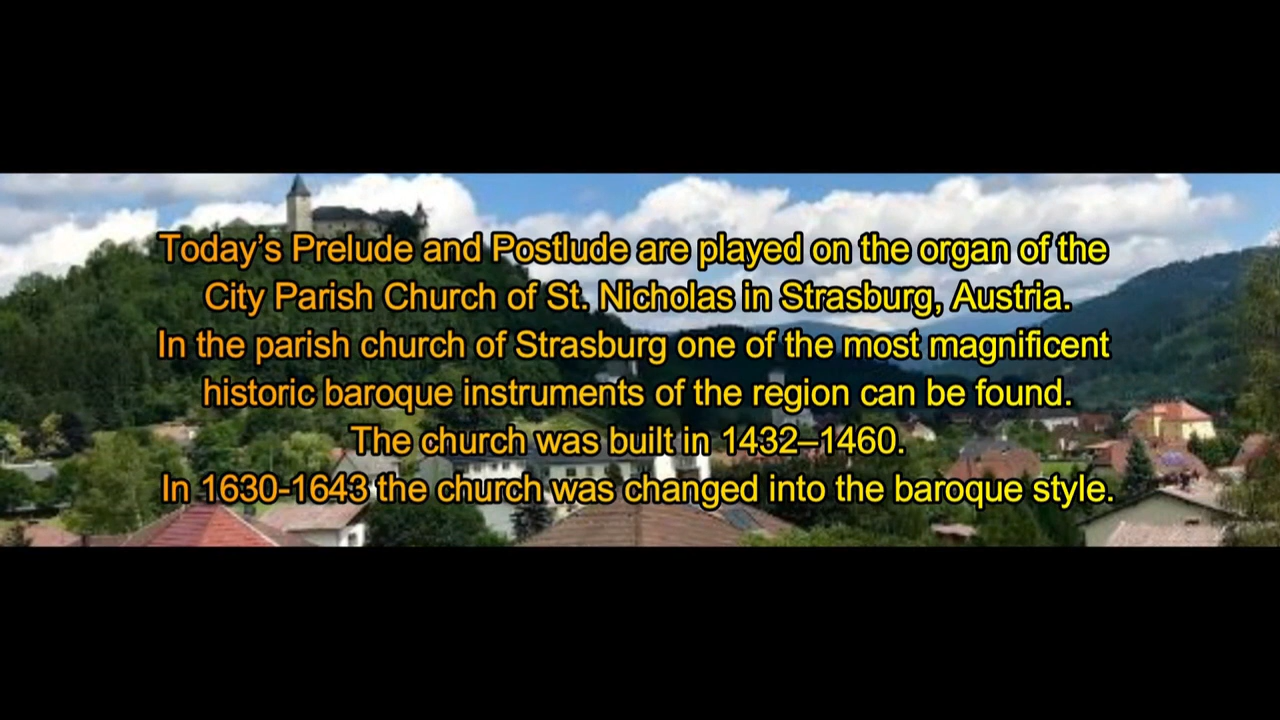 Today’s Prelude and Postlude are played on the organ of the
City Parish Church of St. Nicholas in Strasburg, Austria.
In the parish church of Strasburg one of the most magnificent
historic baroque instruments of the region can be found.
The church was built in 1432–1460.
In 1630-1643 the church was changed into the baroque style.